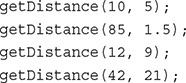 getDistance(10, 5);
getDistance(85, 1.5);
getDistance(12, 9);
getDistance(42, 21);